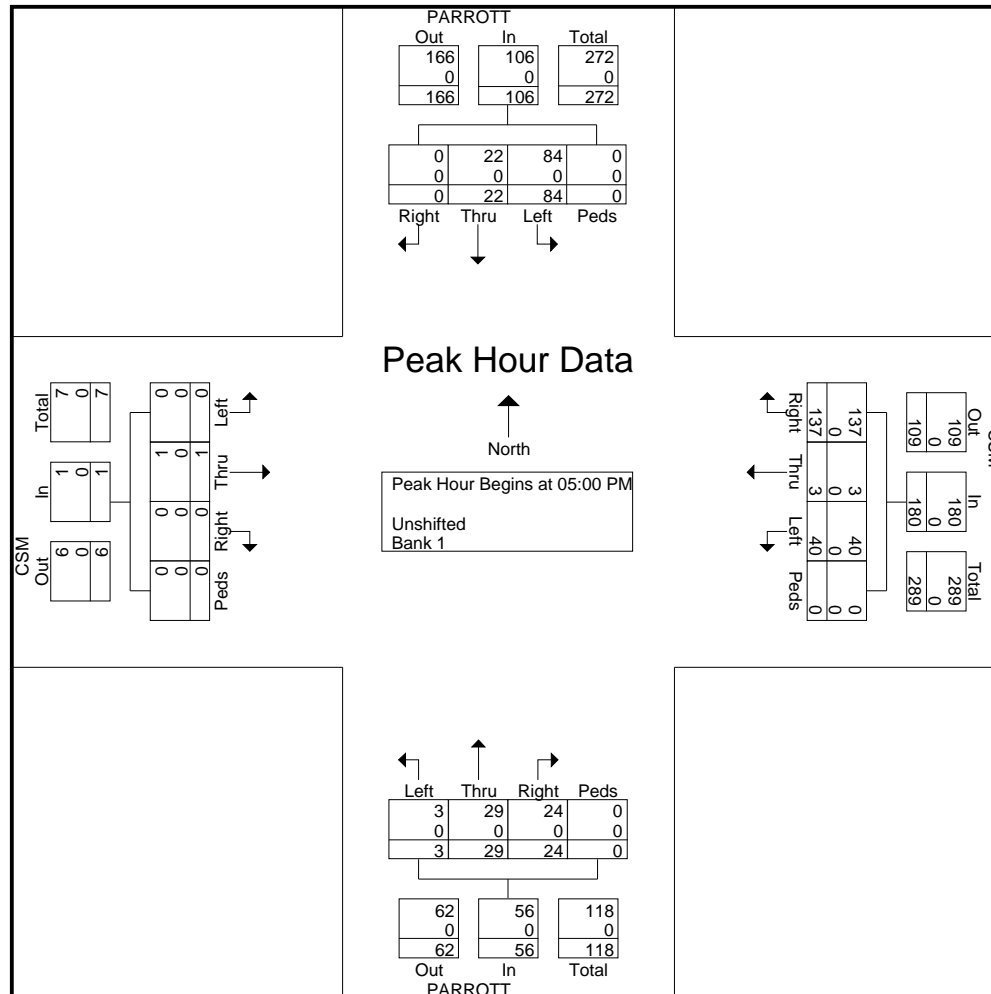 PARROTT
Out In Total
166 106 272
0 0 0
166 106 272
0 22 84 0
0 0 0 0
0 22 84 0
Right Thru Left Peds
Peak Hour Data
North
Peak Hour Begins at 05:00 PM
Unshifted
Bank 1
CSM
Total In Out
7 1 6
0 0 0
7 1 6
0 1 0 0
0 0 0 0
0 1 0 0
Left Thru Right Peds
Out In Total
109 180 289
0 0 0
109 180 289
137 3 40 0
0 0 0 0
137 3 40 0
Right Thru Left Peds
Left Thru Right Peds
3 29 24 0
0 0 0 0
3 29 24 0
62 56 118
0 0 0
62 56 118
Out In Total
PARROTT